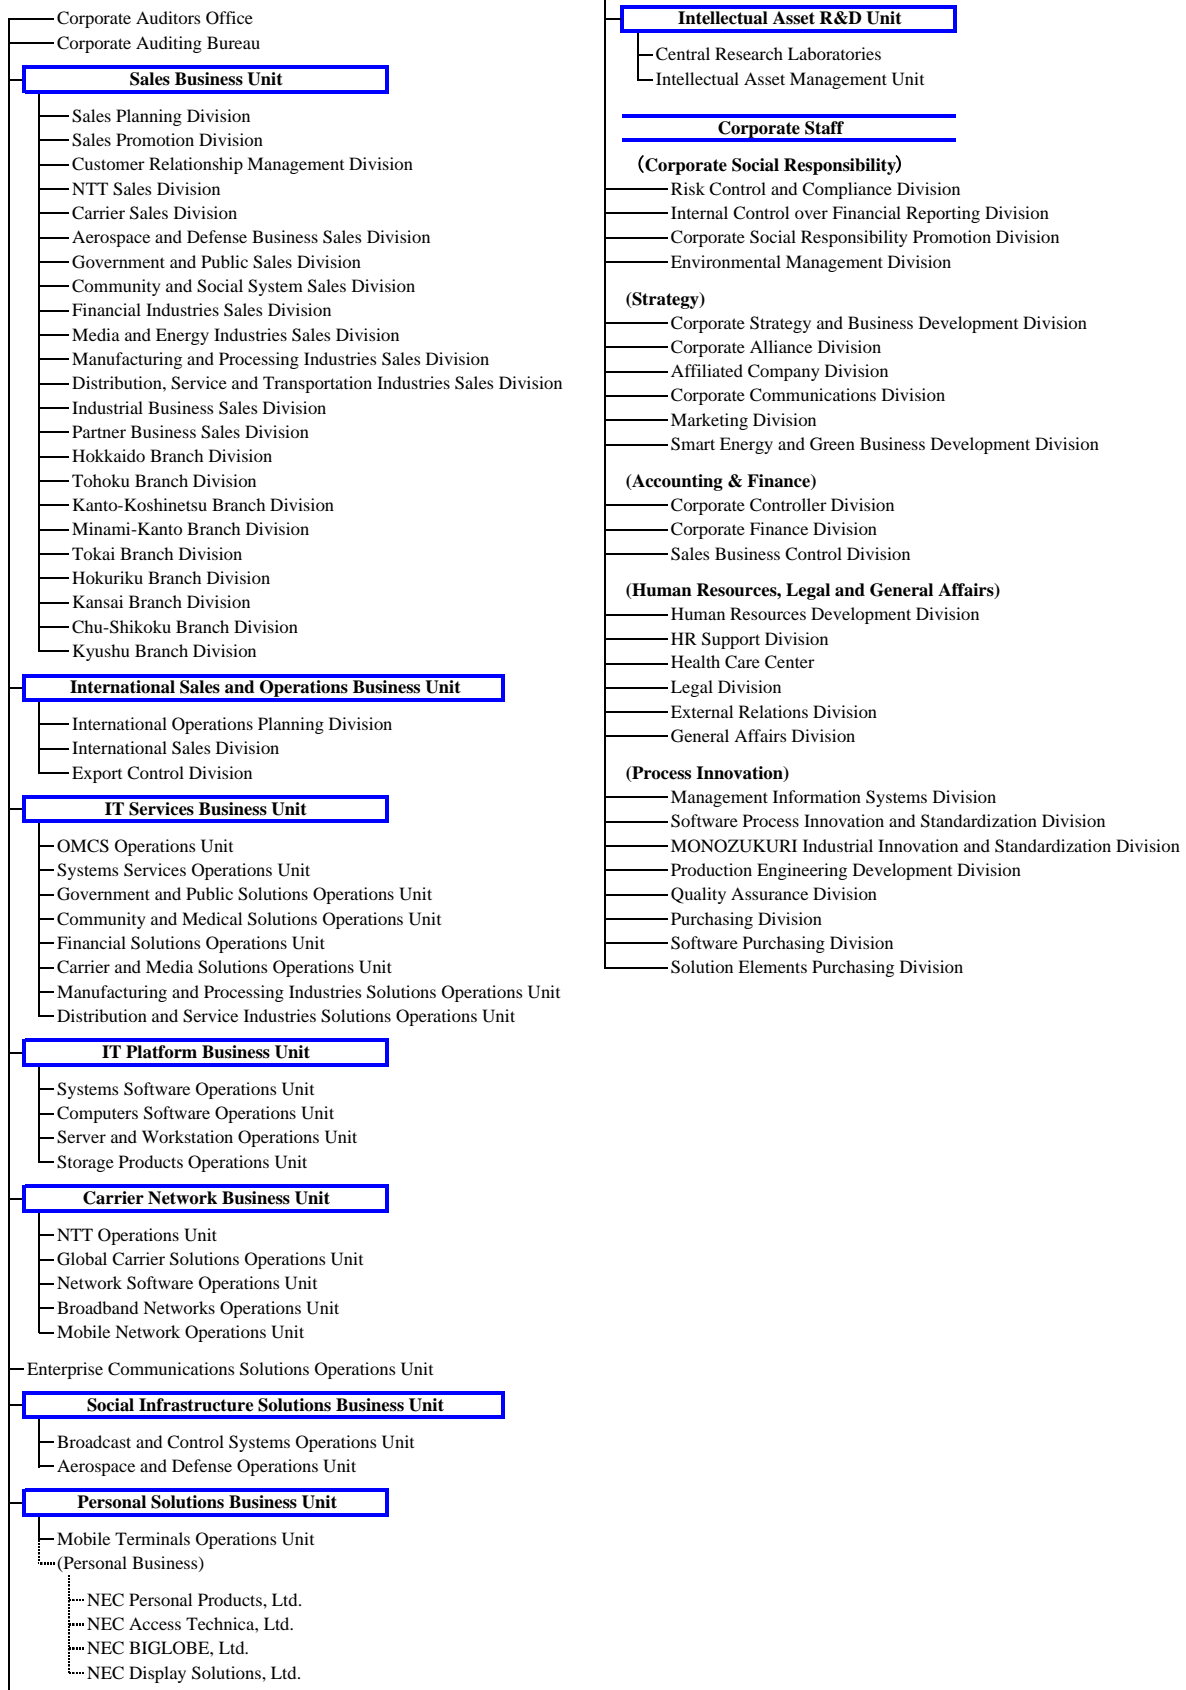 Corporate Auditors Office
Corporate Auditing Bureau
Sales Business Unit
Sales Planning Division
Sales Promotion Division
Customer Relationship Management Division
NTT Sales Division
Carrier Sales Division
Aerospace and Defense Business Sales Division
Government and Public Sales Division
Community and Social System Sales Division
Financial Industries Sales Division
Media and Energy Industries Sales Division
Manufacturing and Processing Industries Sales Division
Distribution, Service and Transportation Industries Sales Division
Industrial Business Sales Division
Partner Business Sales Division
Hokkaido Branch Division
Tohoku Branch Division
Kanto-Koshinetsu Branch Division
Minami-Kanto Branch Division
Tokai Branch Division
Hokuriku Branch Division
Kansai Branch Division
Chu-Shikoku Branch Division
Kyushu Branch Division
International Sales and Operations Business Unit
International Operations Planning Division
International Sales Division
Export Control Division
IT Services Business Unit
OMCS Operations Unit
Systems Services Operations Unit
Government and Public Solutions Operations Unit
Community and Medical Solutions Operations Unit
Financial Solutions Operations Unit
Carrier and Media Solutions Operations Unit
Manufacturing and Processing Industries Solutions Operations Unit
Distribution and Service Industries Solutions Operations Unit
IT Platform Business Unit
Systems Software Operations Unit
Computers Software Operations Unit
Server and Workstation Operations Unit
Storage Products Operations Unit
Carrier Network Business Unit
NTT Operations Unit
Global Carrier Solutions Operations Unit
Network Software Operations Unit
Broadband Networks Operations Unit
Mobile Network Operations Unit
Enterprise Communications Solutions Operations Unit
Social Infrastructure Solutions Business Unit
Broadcast and Control Systems Operations Unit
Aerospace and Defense Operations Unit
Personal Solutions Business Unit
Mobile Terminals Operations Unit
(Personal Business)
NEC Personal Products, Ltd.
NEC Access Technica, Ltd.
NEC BIGLOBE, Ltd.
NEC Display Solutions, Ltd.
Intellectual Asset R&D Unit
Central Research Laboratories
Intellectual Asset Management Unit
Corporate Staff
（Corporate Social Responsibility）
Risk Control and Compliance Division
Internal Control over Financial Reporting Division
Corporate Social Responsibility Promotion Division
Environmental Management Division
(Strategy)
Corporate Strategy and Business Development Division
Corporate Alliance Division
Affiliated Company Division
Corporate Communications Division
Marketing Division
Smart Energy and Green Business Development Division
(Accounting & Finance)
Corporate Controller Division
Corporate Finance Division
Sales Business Control Division
(Human Resources, Legal and General Affairs)
Human Resources Development Division
HR Support Division
Health Care Center
Legal Division
External Relations Division
General Affairs Division
(Process Innovation)
Management Information Systems Division
Software Process Innovation and Standardization Division
MONOZUKURI Industrial Innovation and Standardization Division
Production Engineering Development Division
Quality Assurance Division
Purchasing Division
Software Purchasing Division
Solution Elements Purchasing Division